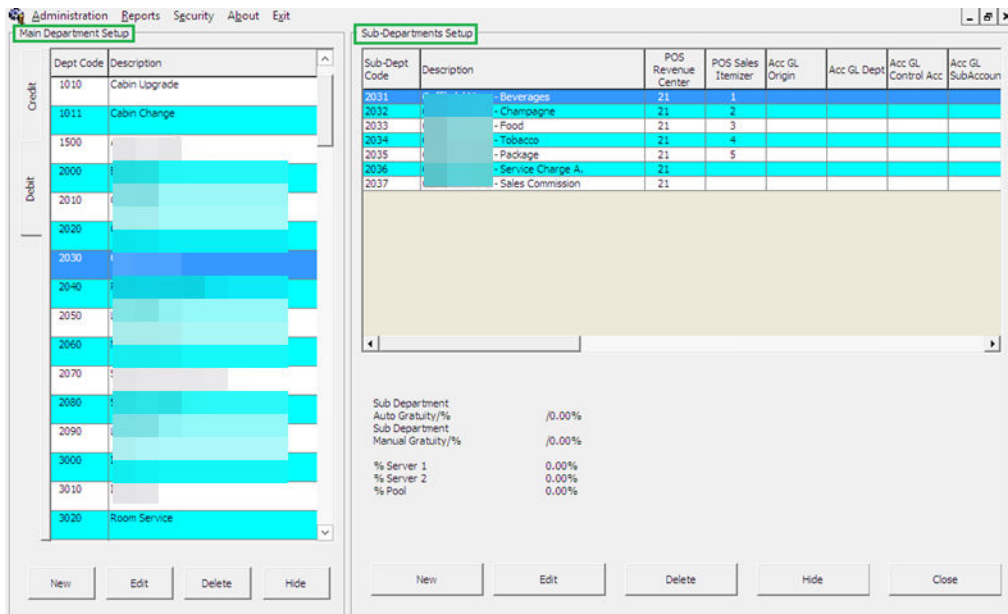 Administration Reports Security About Exit
Main Department Setup
Credit
Debit
Dept Code Description
1010 Cabin Upgrade
1011 Cabin Change
1500
2000
2010
2020
2030
2040
2050
2060
2070
2080
2090
3000
3010
3020 Room Service
New Edit Delete Hide
Sub-Departments Setup
Sub-Dept Code Description POS Revenue Center POS Sales Itemizer Acc GL Origin Acc GL Dept Acc GL Control Acc Acc GL SubAccoun
2031 - Beverages 21 1
2032 - Champagne 21 2
2033 - Food 21 3
2034 - Tobacco 21 4
2035 - Package 21 5
2036 - Service Charge A. 21
2037 - Sales Commission 21
Sub Department
Auto Gratuity/% /0.00%
Sub Department
Manual Gratuity/% /0.00%
% Server 1 0.00%
% Server 2 0.00%
% Pool 0.00%
New Edit Delete Hide Close